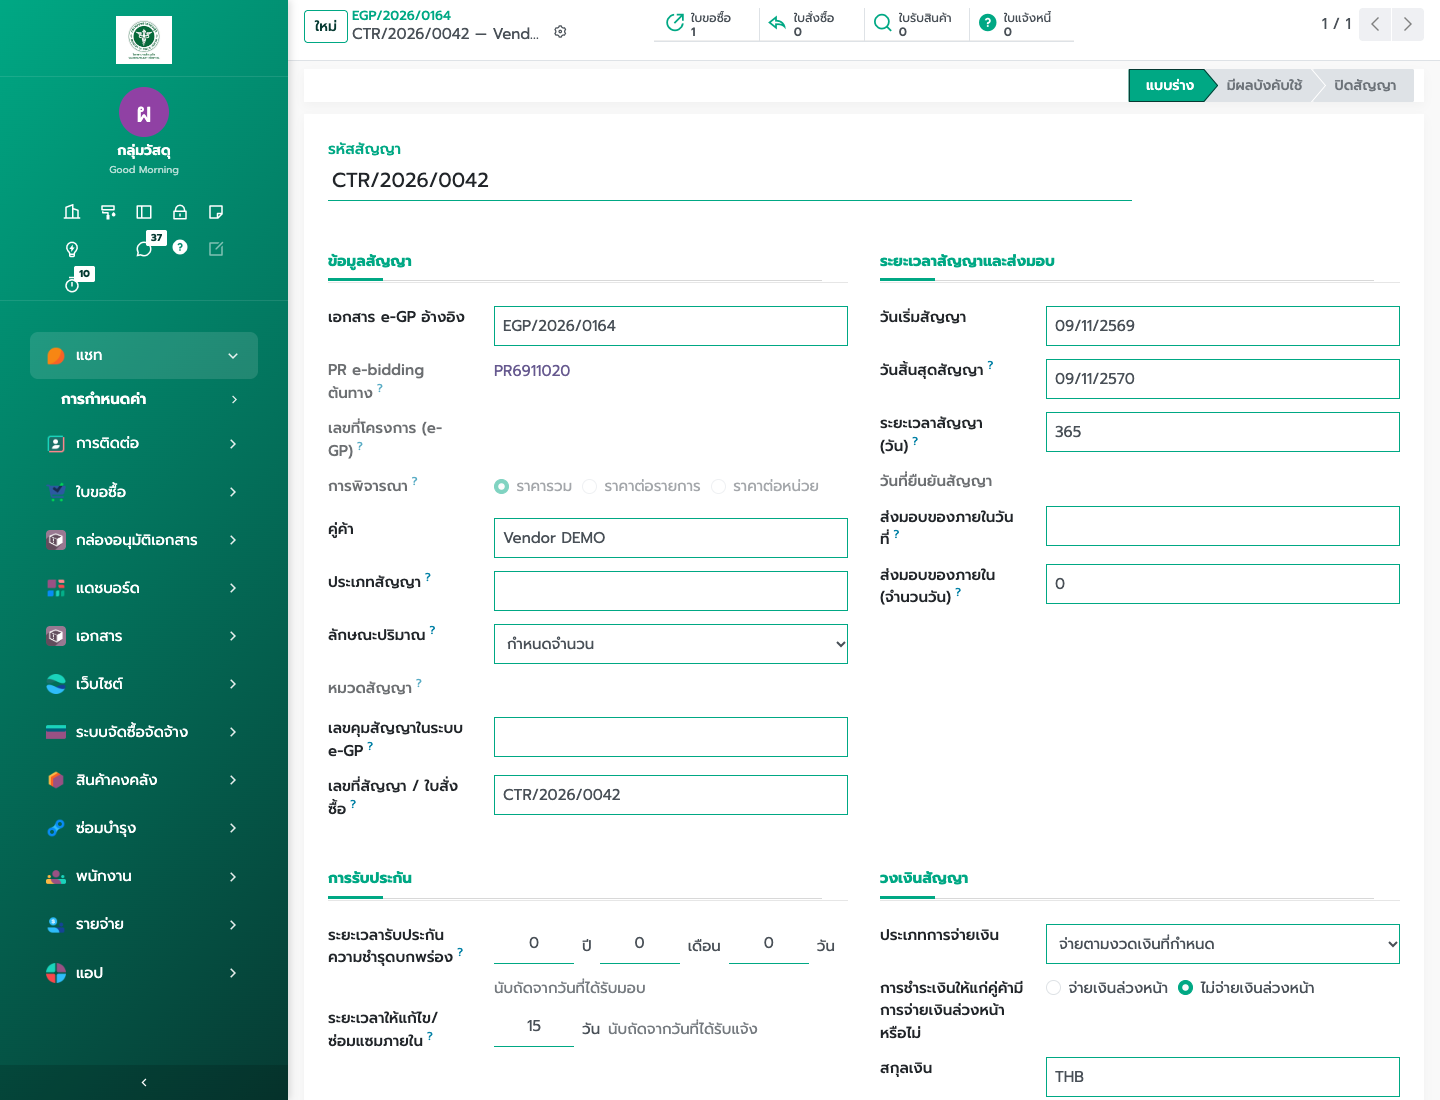 ผ
กลุ่มวัสดุ
Good Morning
37
10
แชท
การกำหนดค่า
การติดต่อ
ใบขอซื้อ
กล่องอนุมัติเอกสาร
แดชบอร์ด
เอกสาร
เว็บไซต์
ระบบจัดซื้อจัดจ้าง
สินค้าคงคลัง
ซ่อมบำรุง
พนักงาน
รายจ่าย
แอป
ใหม่
EGP/2026/0164
CTR/2026/0042 — Vend...
ใบขอซื้อ
1
ใบสั่งซื้อ
0
ใบรับสินค้า
0
ใบแจ้งหนี้
0
1 / 1
แบบร่าง
มีผลบังคับใช้
ปิดสัญญา
รหัสสัญญา
CTR/2026/0042
ข้อมูลสัญญา
เอกสาร e-GP อ้างอิง
EGP/2026/0164
PR e-bidding
ต้นทาง ?
PR6911020
เลขที่โครงการ (e-
GP) ?
การพิจารณา ?
ราคารวม ราคาต่อรายการ ราคาต่อหน่วย
คู่ค้า
Vendor DEMO
ประเภทสัญญา ?
ลักษณะปริมาณ ?
กำหนดจำนวน
หมวดสัญญา ?
เลขคุมสัญญาในระบบ
e-GP ?
เลขที่สัญญา / ใบสั่ง
ซื้อ ?
CTR/2026/0042
ระยะเวลาสัญญาและส่งมอบ
วันเริ่มสัญญา
09/11/2569
วันสิ้นสุดสัญญา ?
09/11/2570
ระยะเวลาสัญญา
(วัน) ?
365
วันที่ยืนยันสัญญา
ส่งมอบของภายในวัน
ที่ ?
ส่งมอบของภายใน
(จำนวนวัน) ?
0
การรับประกัน
ระยะเวลารับประกัน
ความชำรุดบกพร่อง ?
0 ปี 0 เดือน 0 วัน
นับถัดจากวันที่ได้รับมอบ
ระยะเวลาให้แก้ไข/
ซ่อมแซมภายใน ?
15 วัน นับถัดจากวันที่ได้รับแจ้ง
วงเงินสัญญา
ประเภทการจ่ายเงิน
จ่ายตามงวดเงินที่กำหนด
การชำระเงินให้แก่คู่ค้ามี
การจ่ายเงินล่วงหน้า
หรือไม่
จ่ายเงินล่วงหน้า ไม่จ่ายเงินล่วงหน้า
สกุลเงิน
THB